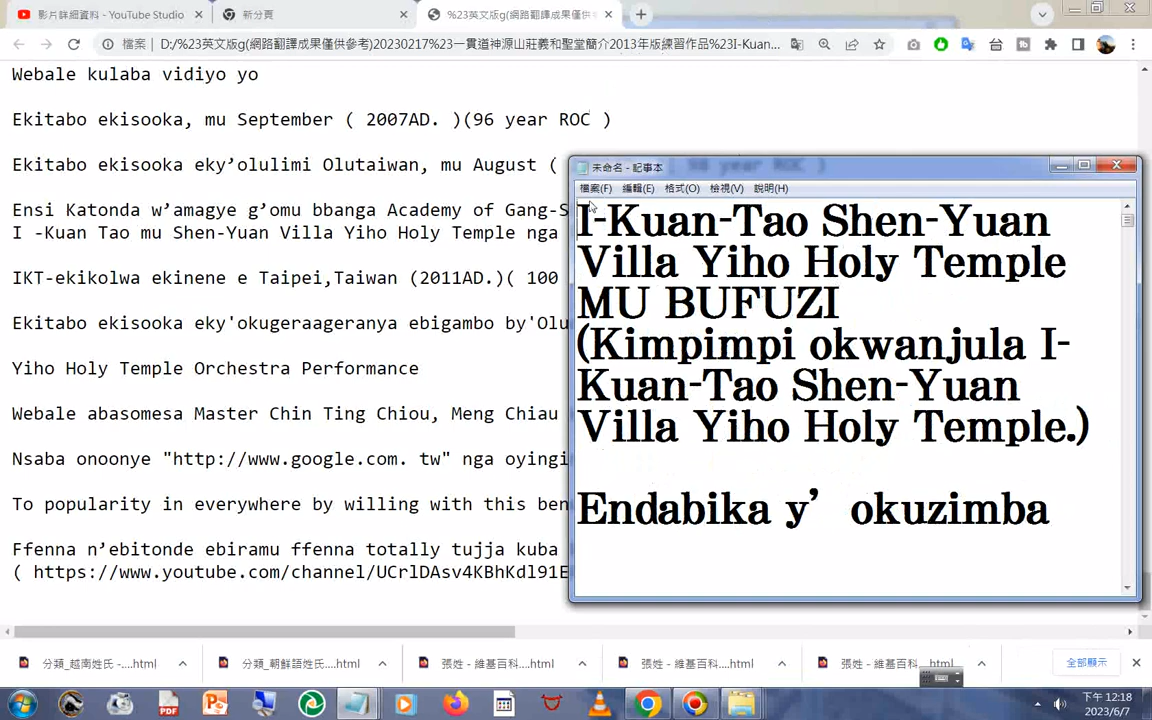 影片詳細資料 - YouTube Studio
新分頁
%23英文版g(網路翻譯成果僅供參
檔案
D:/%23英文版g(網路翻譯成果僅供參考)20230217%23一貫道神源山莊義和聖堂簡介2013年版練習作品%23I-Kuan...
Webale kulaba vidiyo yo
Ekitabo ekisooka, mu September ( 2007AD. )(96 year ROC )
Ekitabo ekisooka eky’olulimi Olutaiwan, mu August (
98 year ROC )
Ensi Katonda w’amagye g’omu bbanga Academy of Gang-S
I -Kuan Tao mu Shen-Yuan Villa Yiho Holy Temple nga
IKT-ekikolwa ekinene e Taipei,Taiwan (2011AD.)( 100
Ekitabo ekisooka eky'okugeraageranya ebigambo by'Olu
Yiho Holy Temple Orchestra Performance
Webale abasomesa Master Chin Ting Chiou, Meng Chiau
Nsaba onoonye "http://www.google.com. tw" nga oyingi
To popularity in everywhere by willing with this ben
Ffenna n’ebitonde ebiramu ffenna totally tujja kuba
( https://www.youtube.com/channel/UCrlDAsv4KBhKdl91E
未命名 - 記事本
檔案(F) 編輯(E) 格式(O) 檢視(V) 說明(H)
I-Kuan-Tao Shen-Yuan
Villa Yiho Holy Temple
MU BUFUZI
(Kimpimpi okwanjula I-
Kuan-Tao Shen-Yuan
Villa Yiho Holy Temple.)
Endabika y’ okuzimba
分類_越南姓氏 -....html
分類_朝鮮語姓氏....html
張姓 - 維基百科....html
張姓 - 維基百科....html
張姓 - 維基百科....html
全部顯示
下午 12:18
2023/6/7